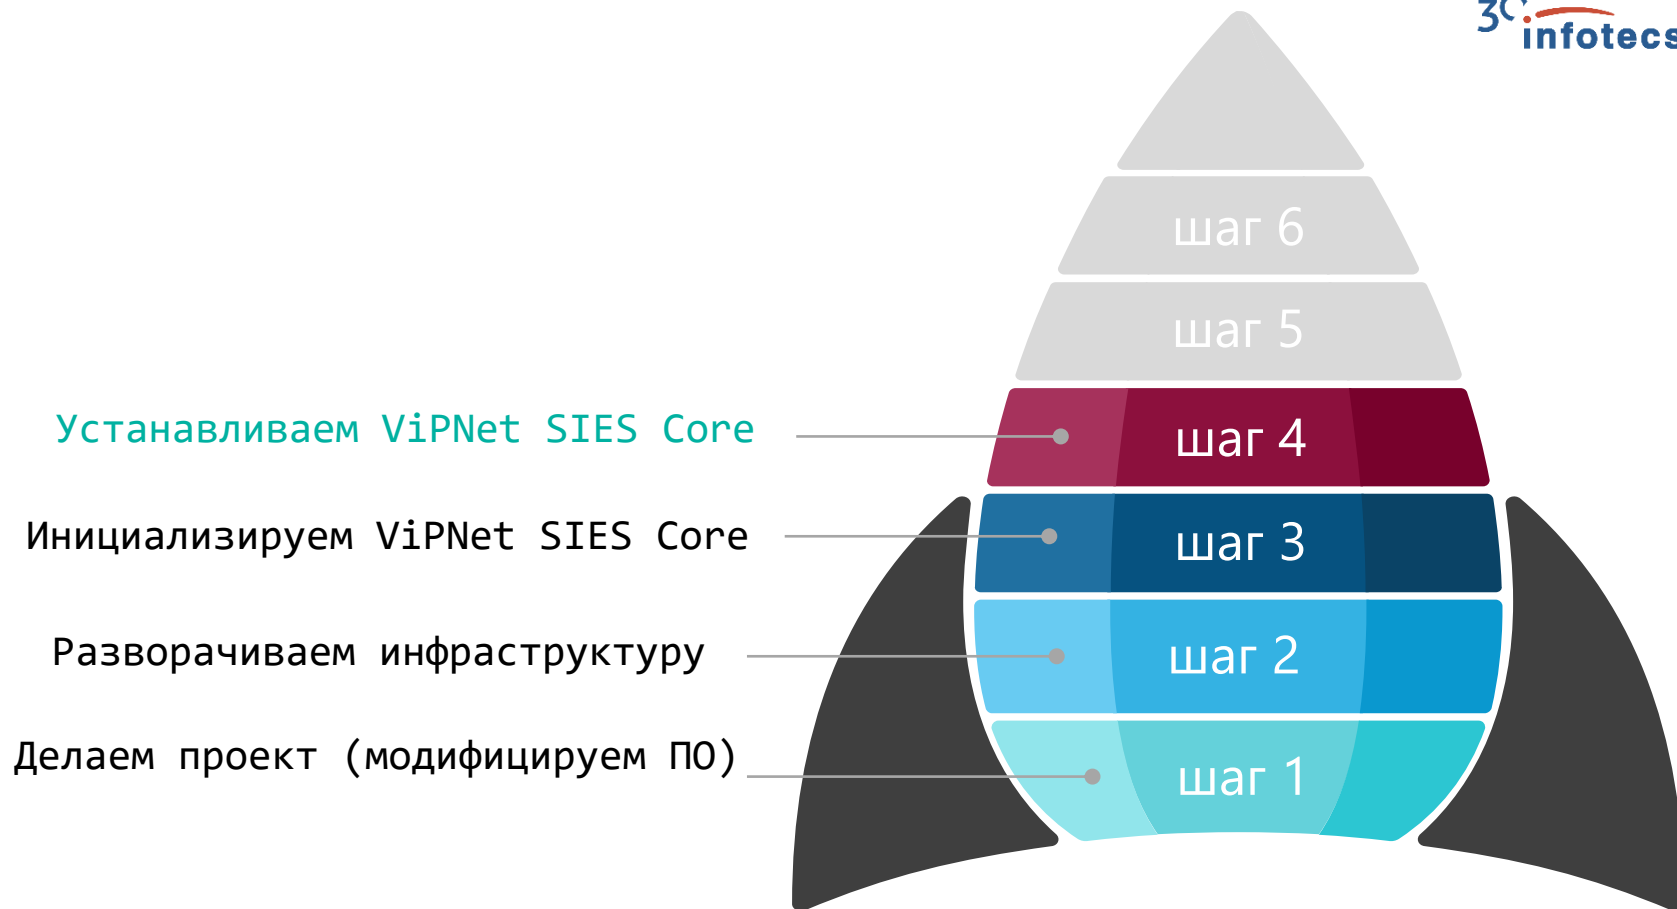 30
infotecs
шаг 6
шаг 5
Устанавливаем ViPNet SIES Core
шаг 4
Инициализируем ViPNet SIES Core
шаг 3
Разворачиваем инфраструктуру
шаг 2
Делаем проект (модифицируем ПО)
шаг 1